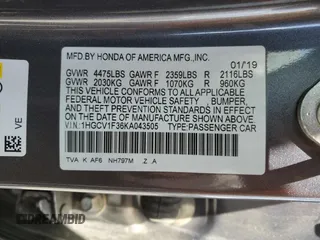 MFD.BY HONDA OF AMERICA MFG.,INC. 01/19
GVWR 4475LBS GAWR F 2359LBS R 2116LBS
GVWR 2030KG GAWR F 1070KG R 960KG
THIS VEHICLE CONFORMS TO ALL APPLICABLE
FEDERAL MOTOR VEHICLE SAFETY, BUMPER,
AND THEFT PREVENTION STANDARDS IN EFFECT
ON THE DATE OF MANUFACTURE SHOWN ABOVE.
V.I.N.: 1HGCV1F36KA043505 TYPE:PASSENGER CAR
TVA K AF6 NH797M Z A
VE
DREAMBID